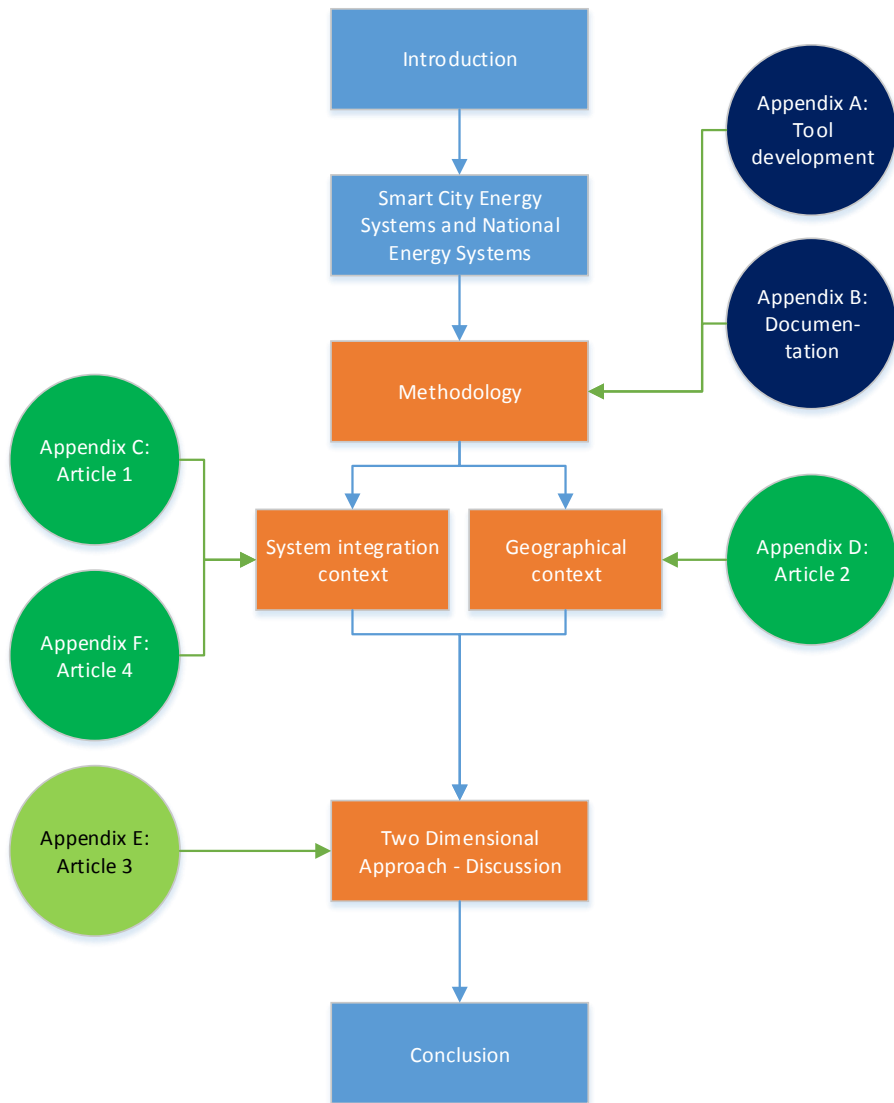 Introduction
Appendix A:
Tool
development
Smart City Energy
Systems and National
Energy Systems
Appendix B:
Documen-
tation
Methodology
Appendix C:
Article 1
System integration
context
Geographical
context
Appendix D:
Article 2
Appendix F:
Article 4
Appendix E:
Article 3
Two Dimensional
Approach - Discussion
Conclusion